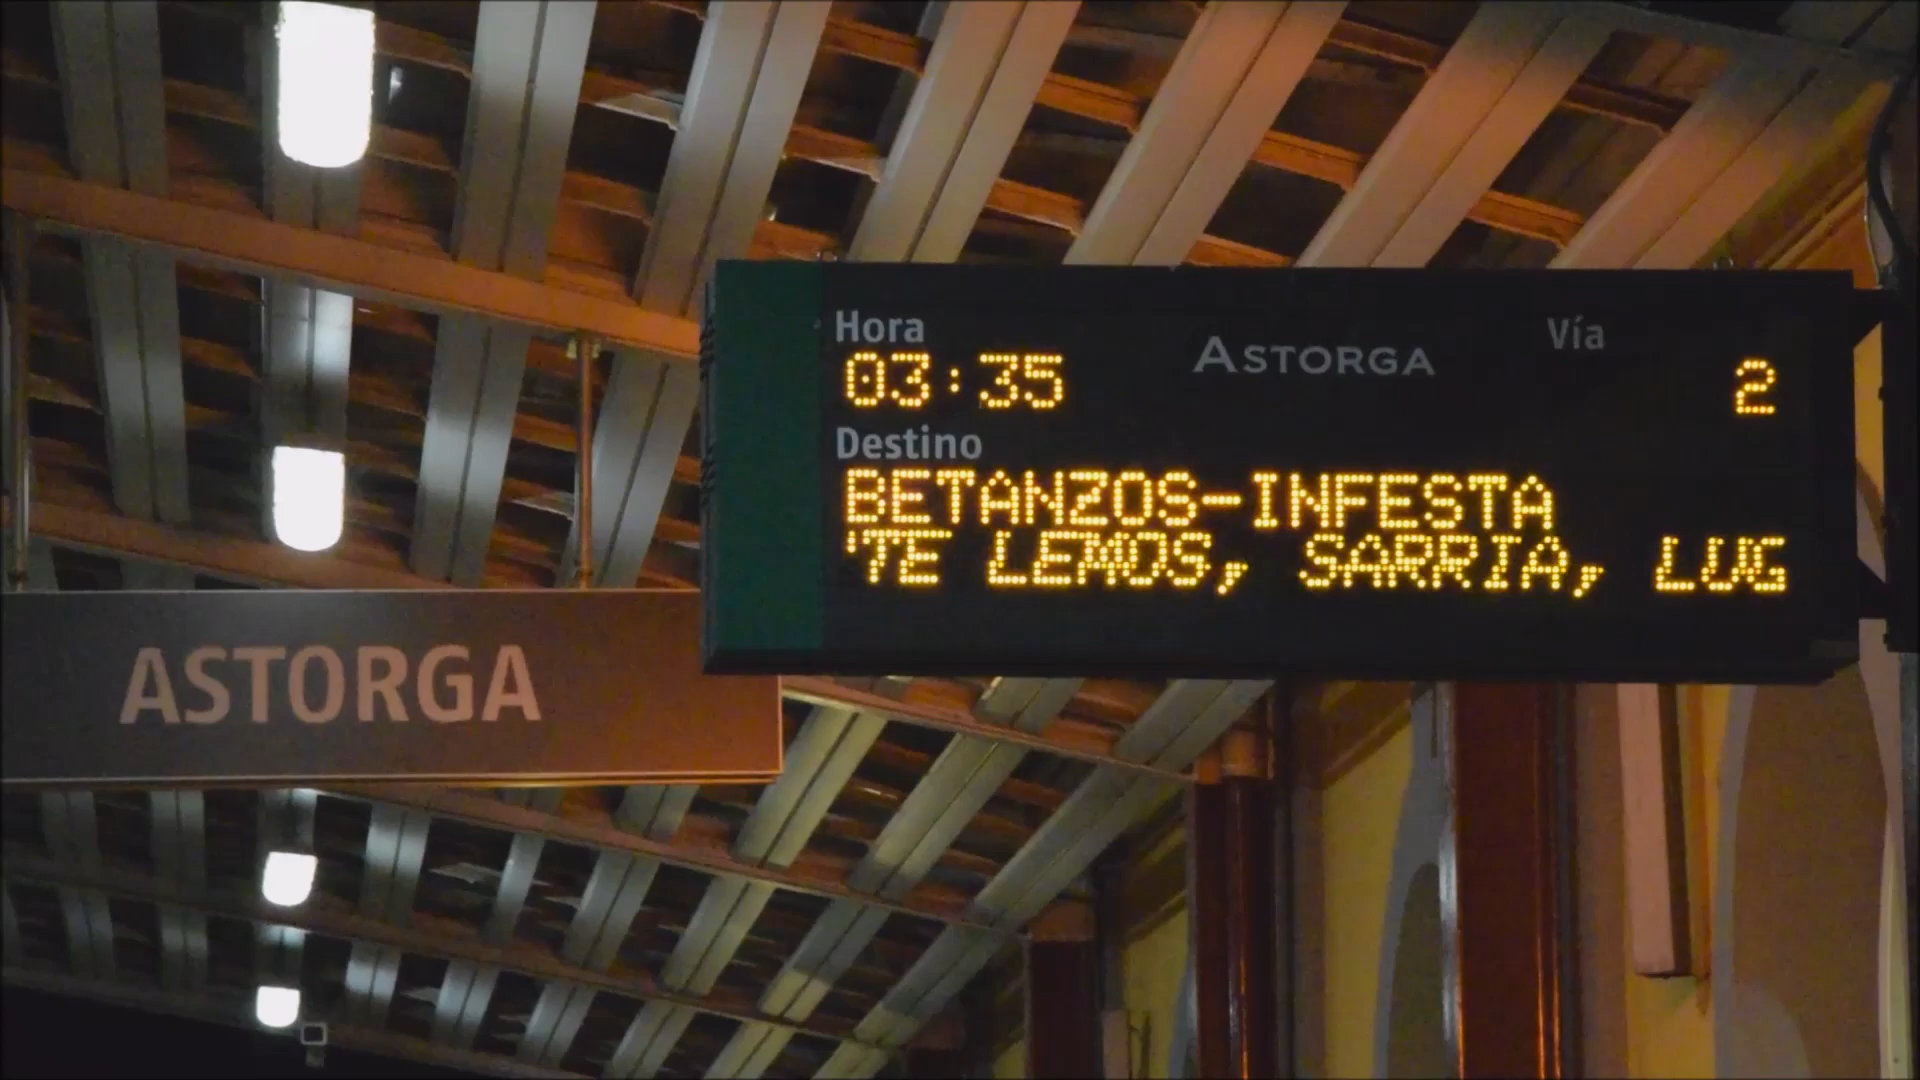 Hora
ASTORGA
Vía
03:35
2
Destino
BETANZOS-INFESTA
TE LEMOS, SARRIA, LUG
ASTORGA